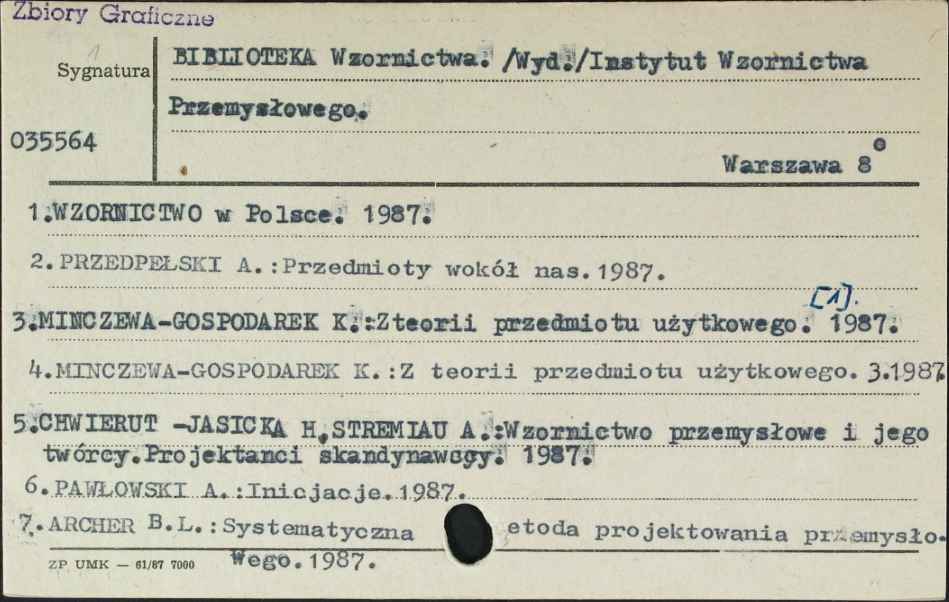 Zbiory Graficzne
Sygnatura
BIBLIOTEKA Wzornictwa. /Wyd./Instytut Wzornictwa
Przemysłowego.
035564
Warszawa 8°
1.WZORNICTWO w Polsce. 1987.
2.PRZEDPEŁSKI A.:Przedmioty wokół nas.1987.
[1].
3.MINCZEWA-GOSPODAREK K.:Z teorii przedmiotu użytkowego. 1987.
4.MINCZEWA-GOSPODAREK K.:Z teorii przedmiotu użytkowego. 3.1987
5.CHWIERUT -JASICKA H,STREMIAU A.:Wzornictwo przemysłowe i jego
twórcy.Projektanci skandynawscy. 1987.
6.PAWŁOWSKI A.:Inicjacje.1987.
7.ARCHER B.L.:Systematyczna etoda projektowania przemysło-
Wego.1987.
ZP UMK — 61/87 7000